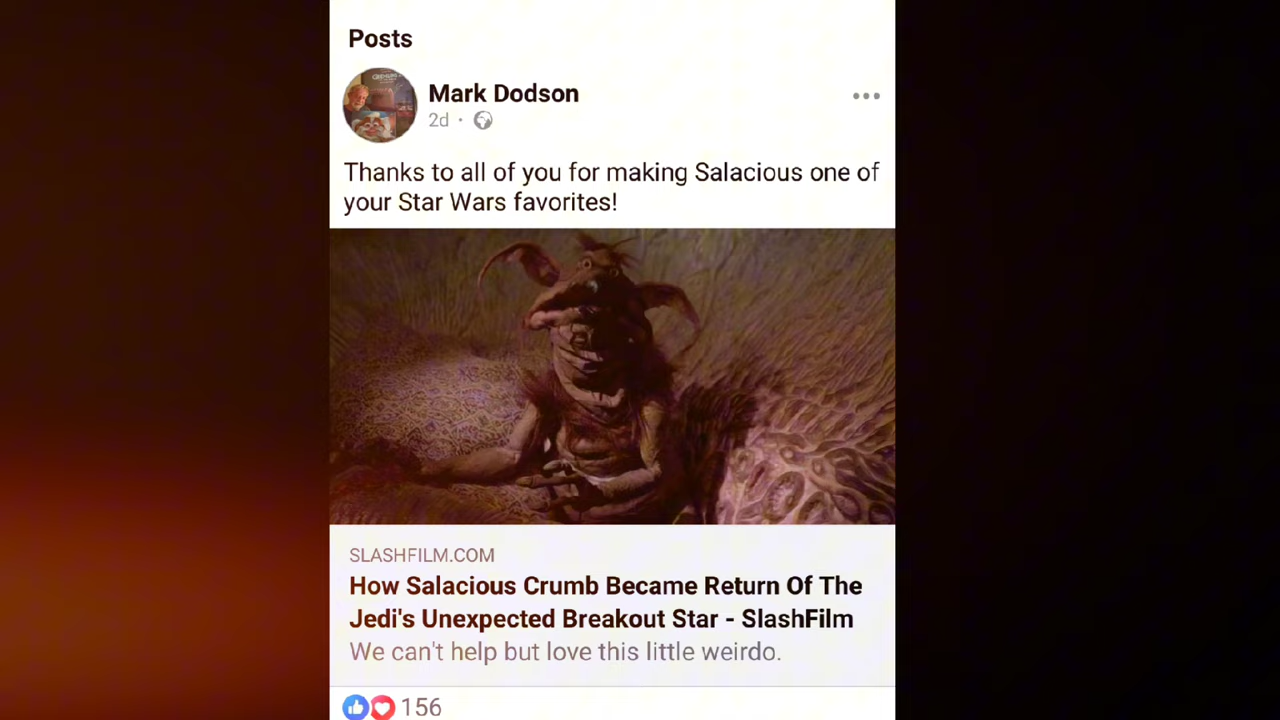 Posts
Mark Dodson
2d ·
Thanks to all of you for making Salacious one of
your Star Wars favorites!
SLASHFILM.COM
How Salacious Crumb Became Return Of The
Jedi's Unexpected Breakout Star - SlashFilm
We can't help but love this little weirdo.
156